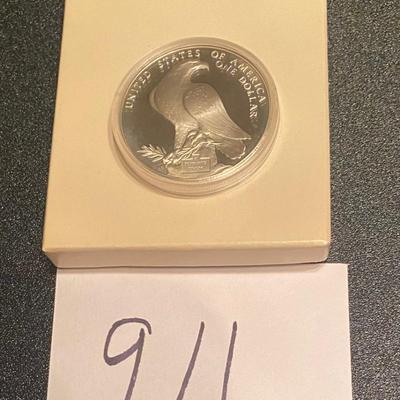 UNITED STATES OF AMERICA
ONE DOLLAR
911